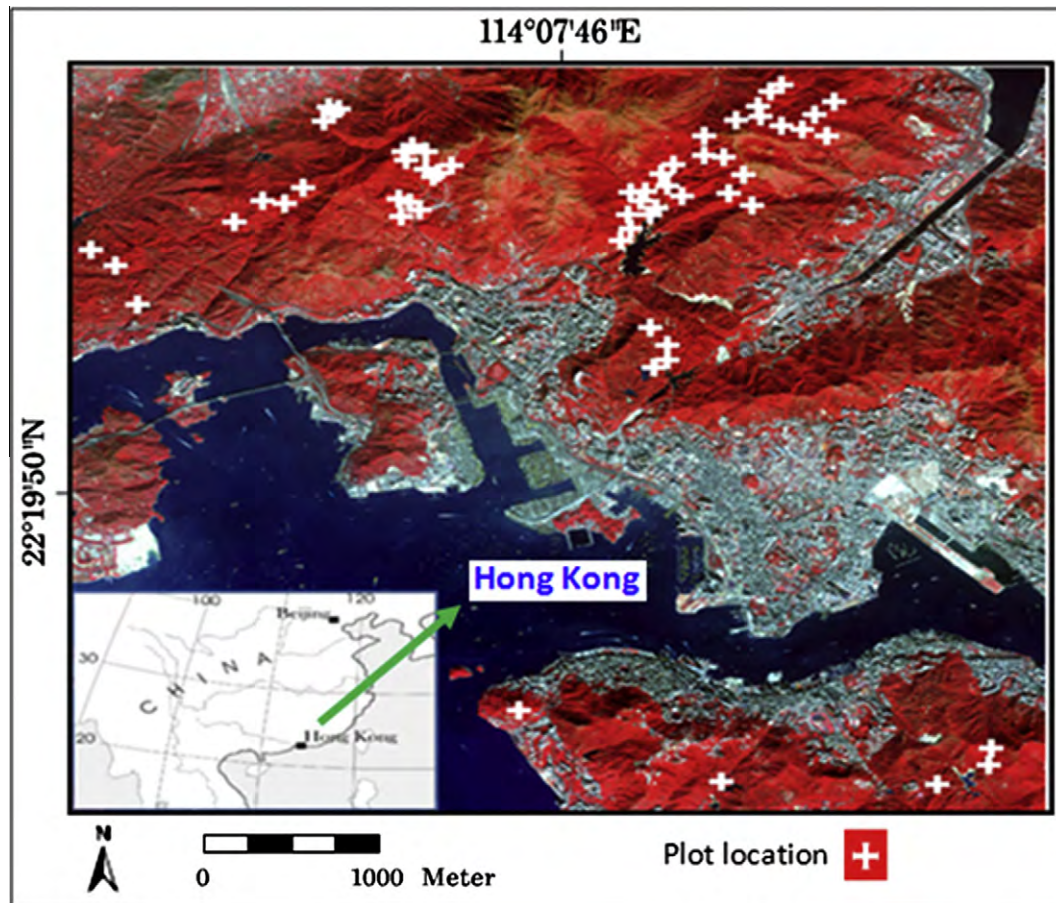 114°07'46"E
22°19'50"N
Hong Kong
100
120
Beijing
30
CHINA
20
Hong Kong
N
0 1000 Meter
Plot location